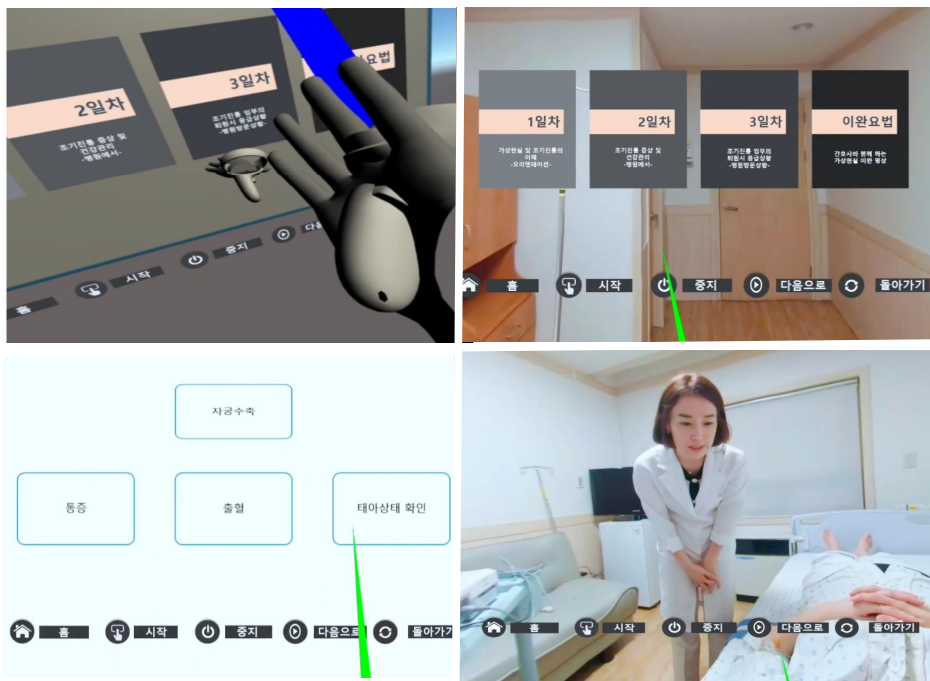 2일차
조기진통 증상 및
건강관리
-병원에서-
3일차
조기진통 임부의
퇴원시 응급상황
-병원방문상황-
요법
홈
시작
중지
1일차
가상현실 및 조기진통의
이해
-오리엔테이션-
2일차
조기진통 증상 및
건강관리
-병원에서-
3일차
조기진통 임부의
퇴원시 응급상황
-병원방문상황-
이완요법
간호사와 함께 하는
가상현실 이완 명상
홈 시작 중지 다음으로 돌아가기
자궁수축
통증 출혈 태아상태 확인
홈 시작 중지 다음으로 돌아가기
홈 시작 중지 다음으로 돌아가기